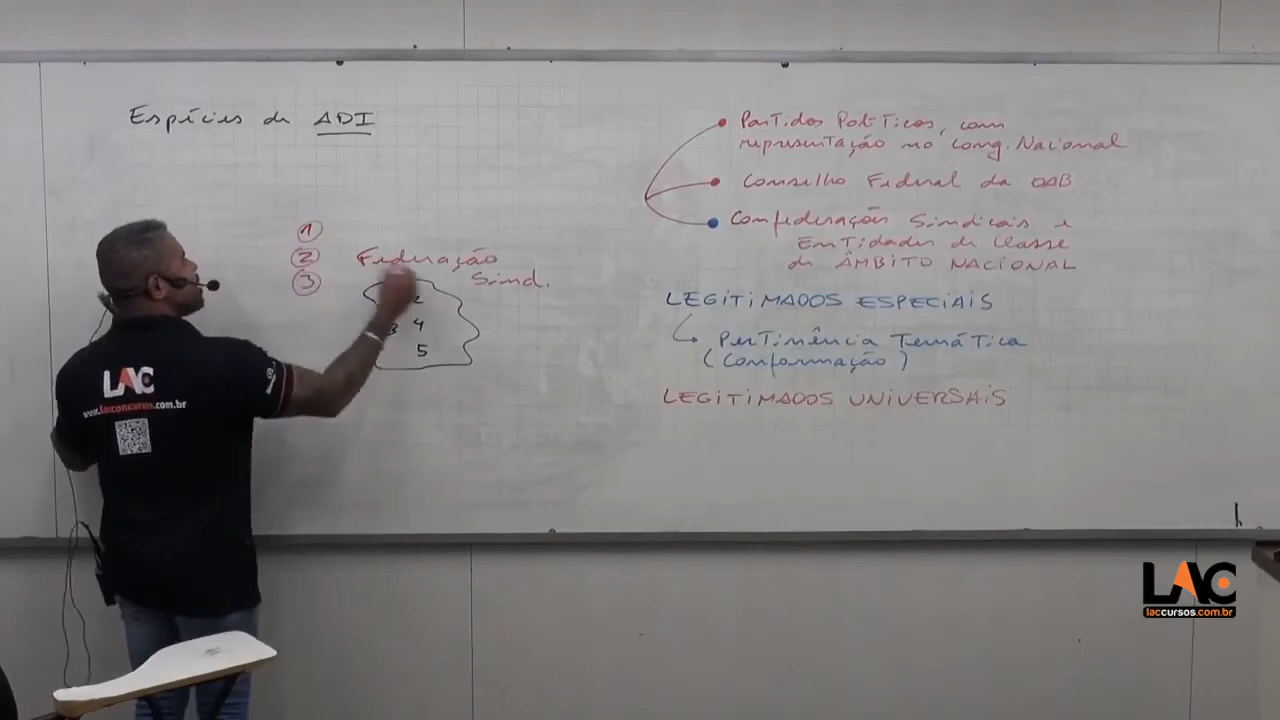 Espécies de ADI
1
2
3
Federação
Sind.
2
3 4
5
Partidos Políticos, com
representação no Cong. Nacional
Conselho Federal da OAB
Confederações Sindicais e
Entidades de Classe
de ÂMBITO NACIONAL
LEGITIMADOS ESPECIAIS
Pertinência Temática
(Conformação)
LEGITIMADOS UNIVERSAIS
LAC
www.lacconcursos.com.br
LAC
laccursos.com.br